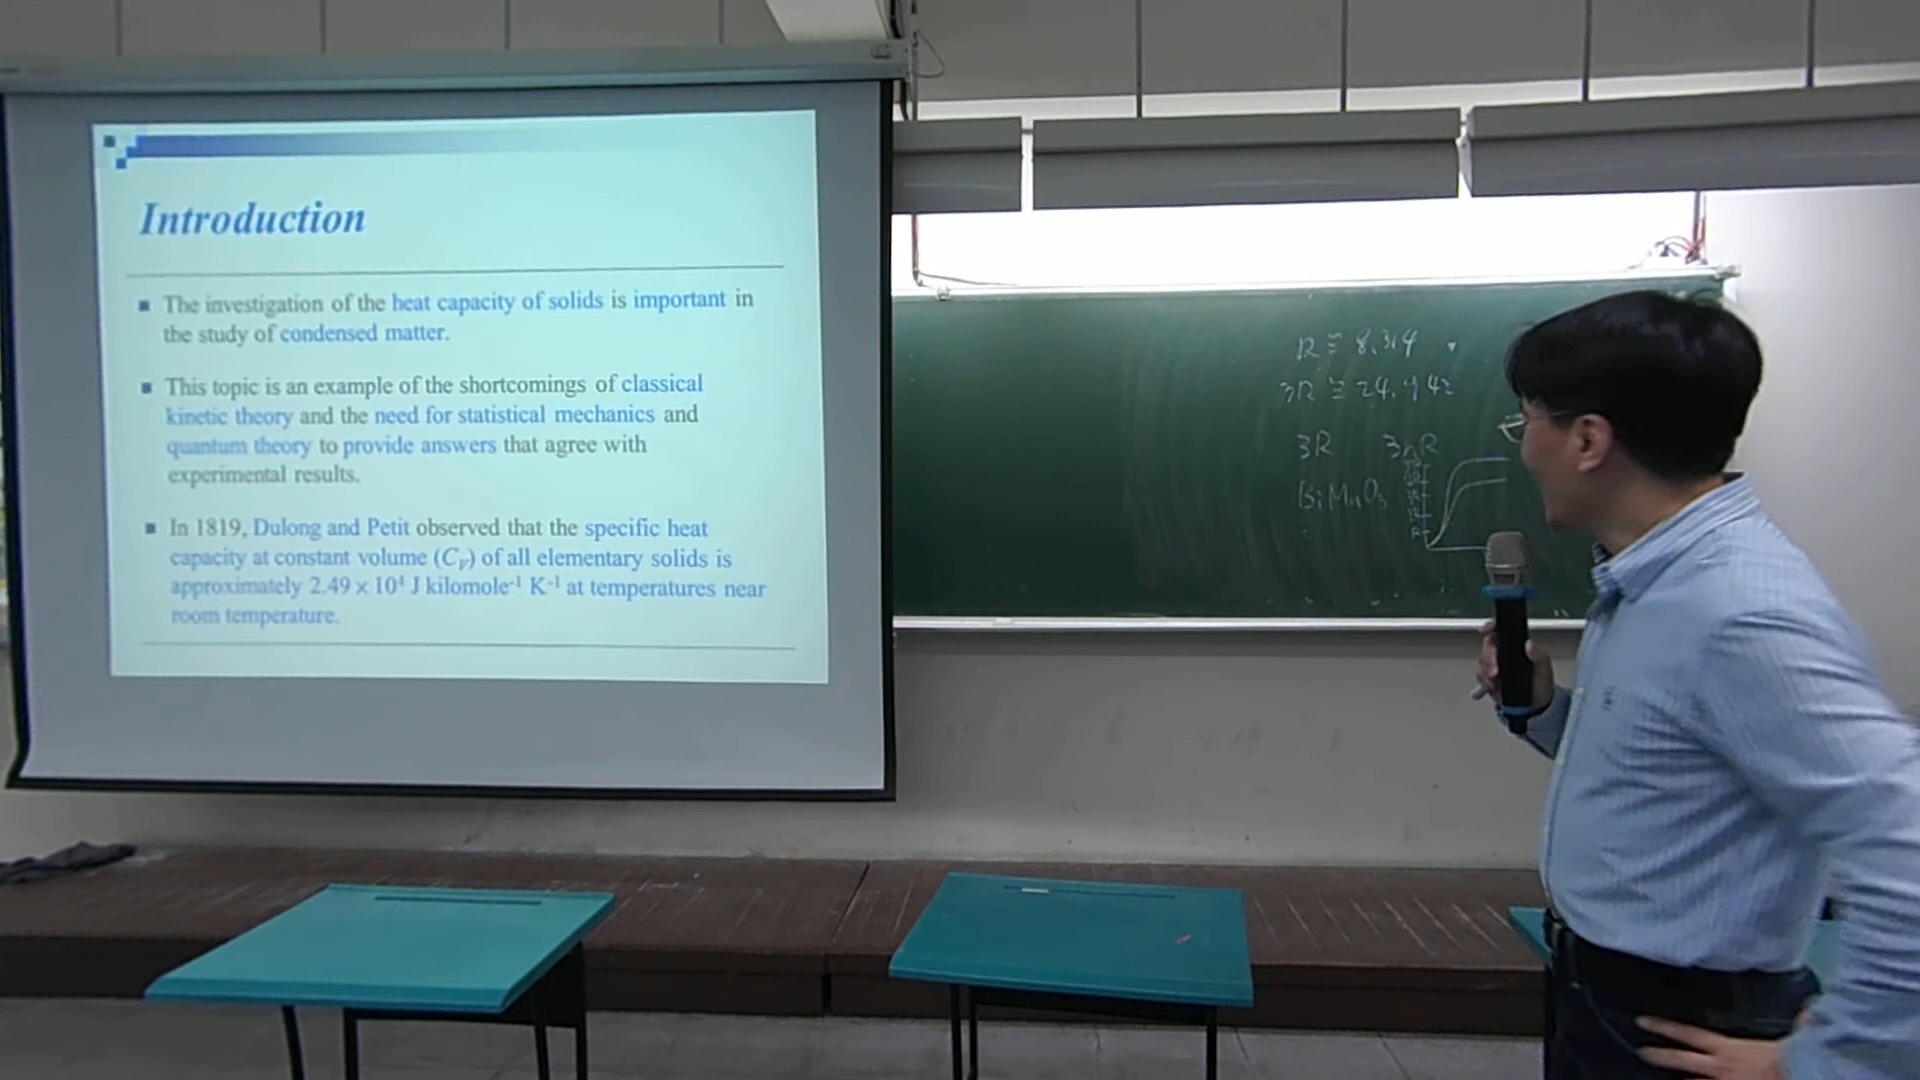 Introduction
The investigation of the heat capacity of solids is important in
the study of condensed matter.
This topic is an example of the shortcomings of classical
kinetic theory and the need for statistical mechanics and
quantum theory to provide answers that agree with
experimental results.
In 1819, Dulong and Petit observed that the specific heat
capacity at constant volume (Cᵥ) of all elementary solids is
approximately 2.49 × 10⁴ J kilomole⁻¹ K⁻¹ at temperatures near
room temperature.
R ≅ 8.314
3R ≅ 24.942
3R 3nR
BiMnO₃